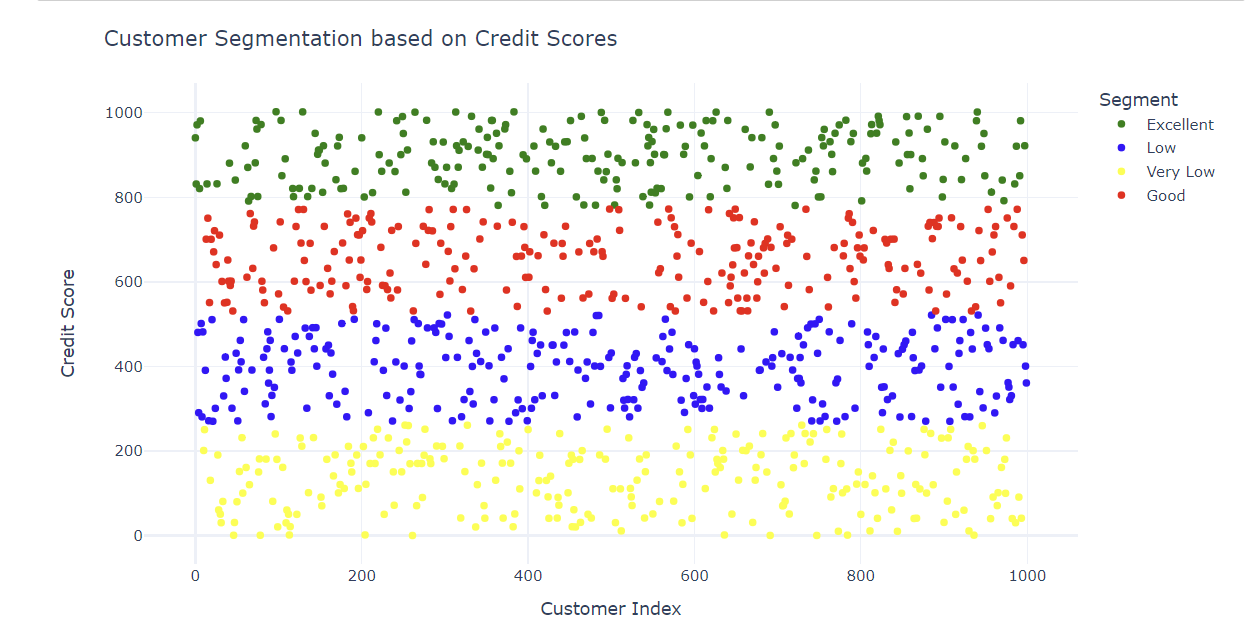 Customer Segmentation based on Credit Scores
Segment
Excellent
Low
Very Low
Good
Credit Score
1000
800
600
400
200
0
0
200
400
600
800
1000
Customer Index